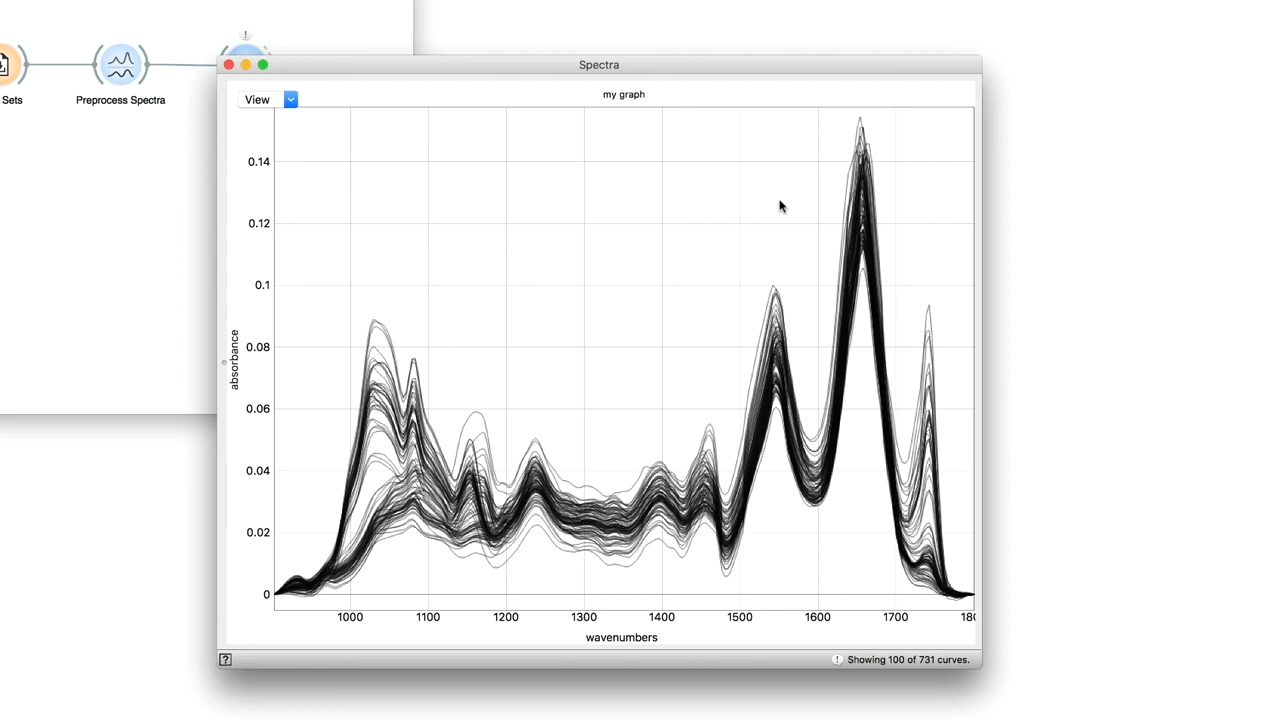 Sets
Preprocess Spectra
!
Spectra
View
my graph
0.14
0.12
0.1
0.08
0.06
0.04
0.02
0
absorbance
1000 1100 1200 1300 1400 1500 1600 1700 180
wavenumbers
?
! Showing 100 of 731 curves.